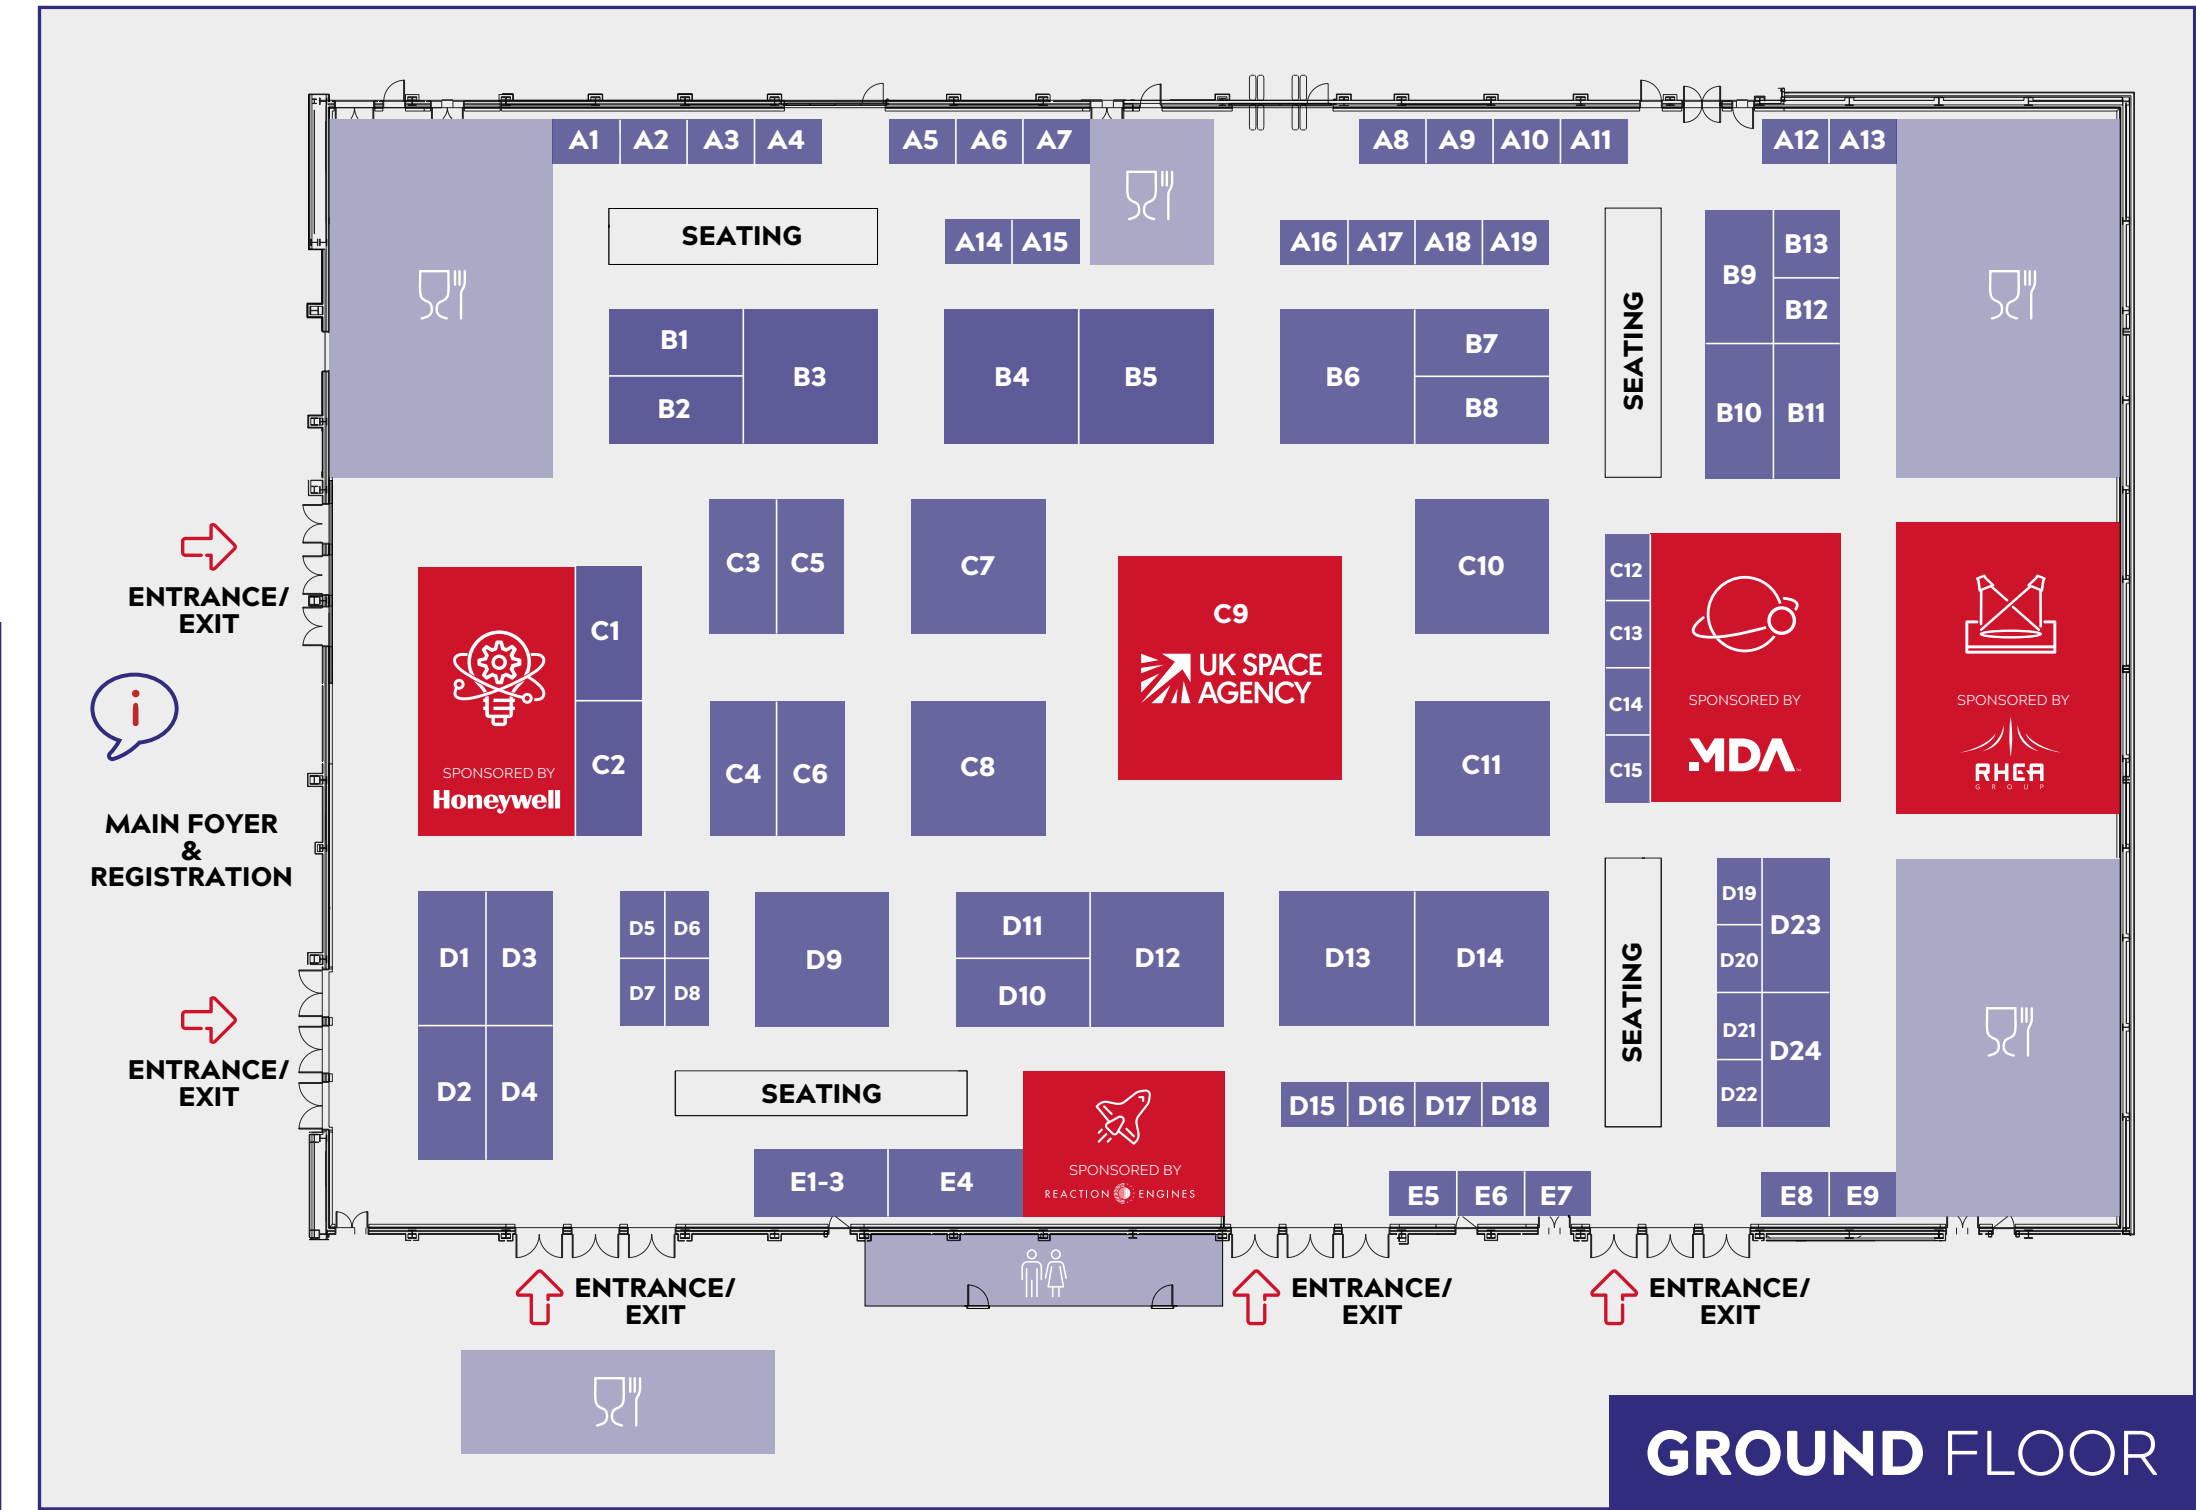 A1 A2 A3 A4 A5 A6 A7 A8 A9 A10 A11 A12 A13
SEATING
A14 A15
A16 A17 A18 A19
SEATING
B1
B2
B3
B4 B5
B6
B7
B8
B9
B13
B12
B10 B11
ENTRANCE/
EXIT
i
MAIN FOYER
&
REGISTRATION
ENTRANCE/
EXIT
SPONSORED BY
Honeywell
C1
C2
C3 C5
C4 C6
C7
C8
C9
UK SPACE
AGENCY
C10
C11
C12
C13
C14
C15
SPONSORED BY
MDA
SPONSORED BY
RHEA
GROUP
D1 D3
D2 D4
D5 D6
D7 D8
D9
D11
D10
D12
D13 D14
SEATING
D19
D20
D21
D22
D23
D24
SEATING
D15 D16 D17 D18
E1-3 E4
SPONSORED BY
REACTION ENGINES
E5 E6 E7
E8 E9
ENTRANCE/
EXIT
ENTRANCE/
EXIT
ENTRANCE/
EXIT
GROUND FLOOR